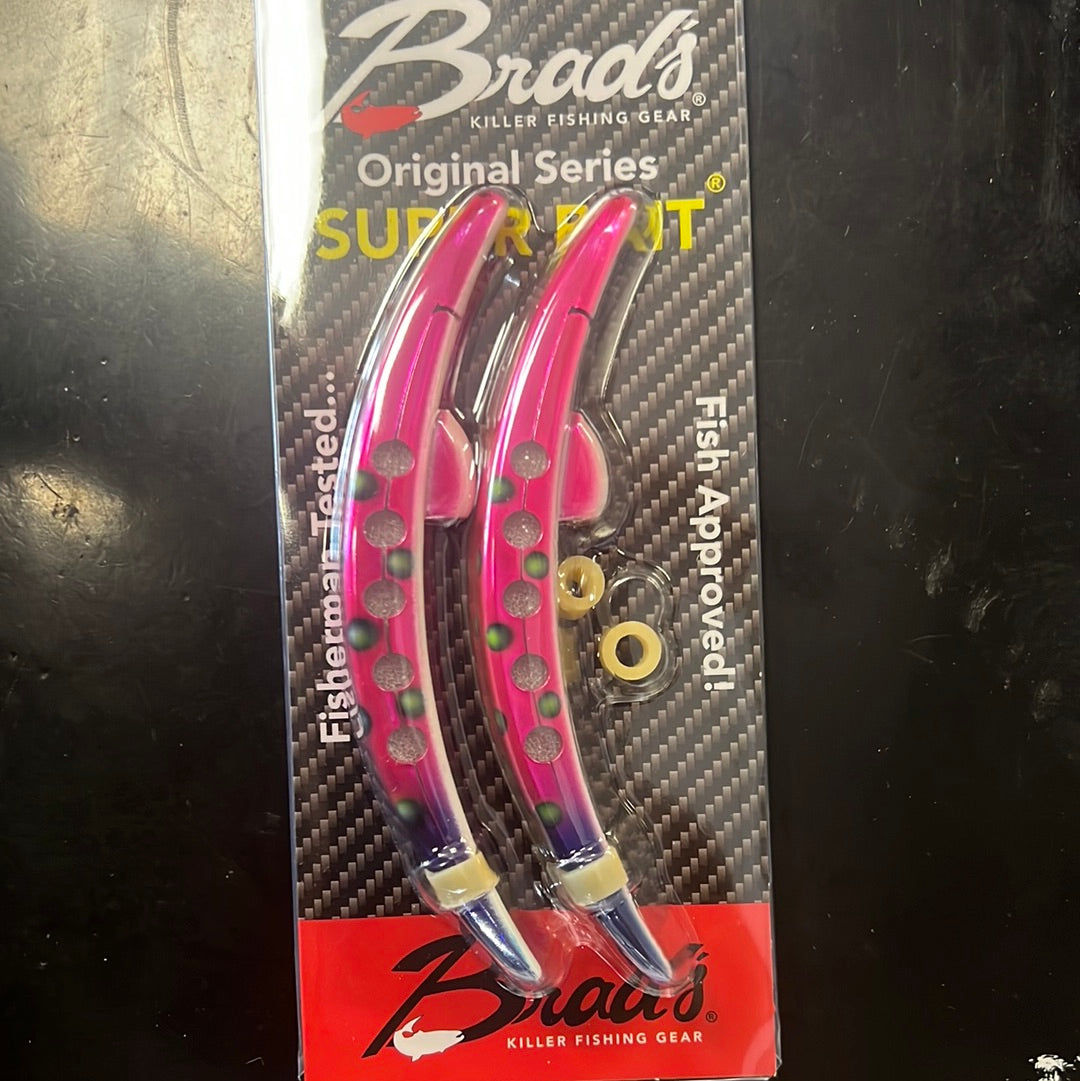 Brad's®
KILLER FISHING GEAR
Original Series
SUPER BAIT®
Fisherman Tested...
Fish Approved!
Brad's®
KILLER FISHING GEAR